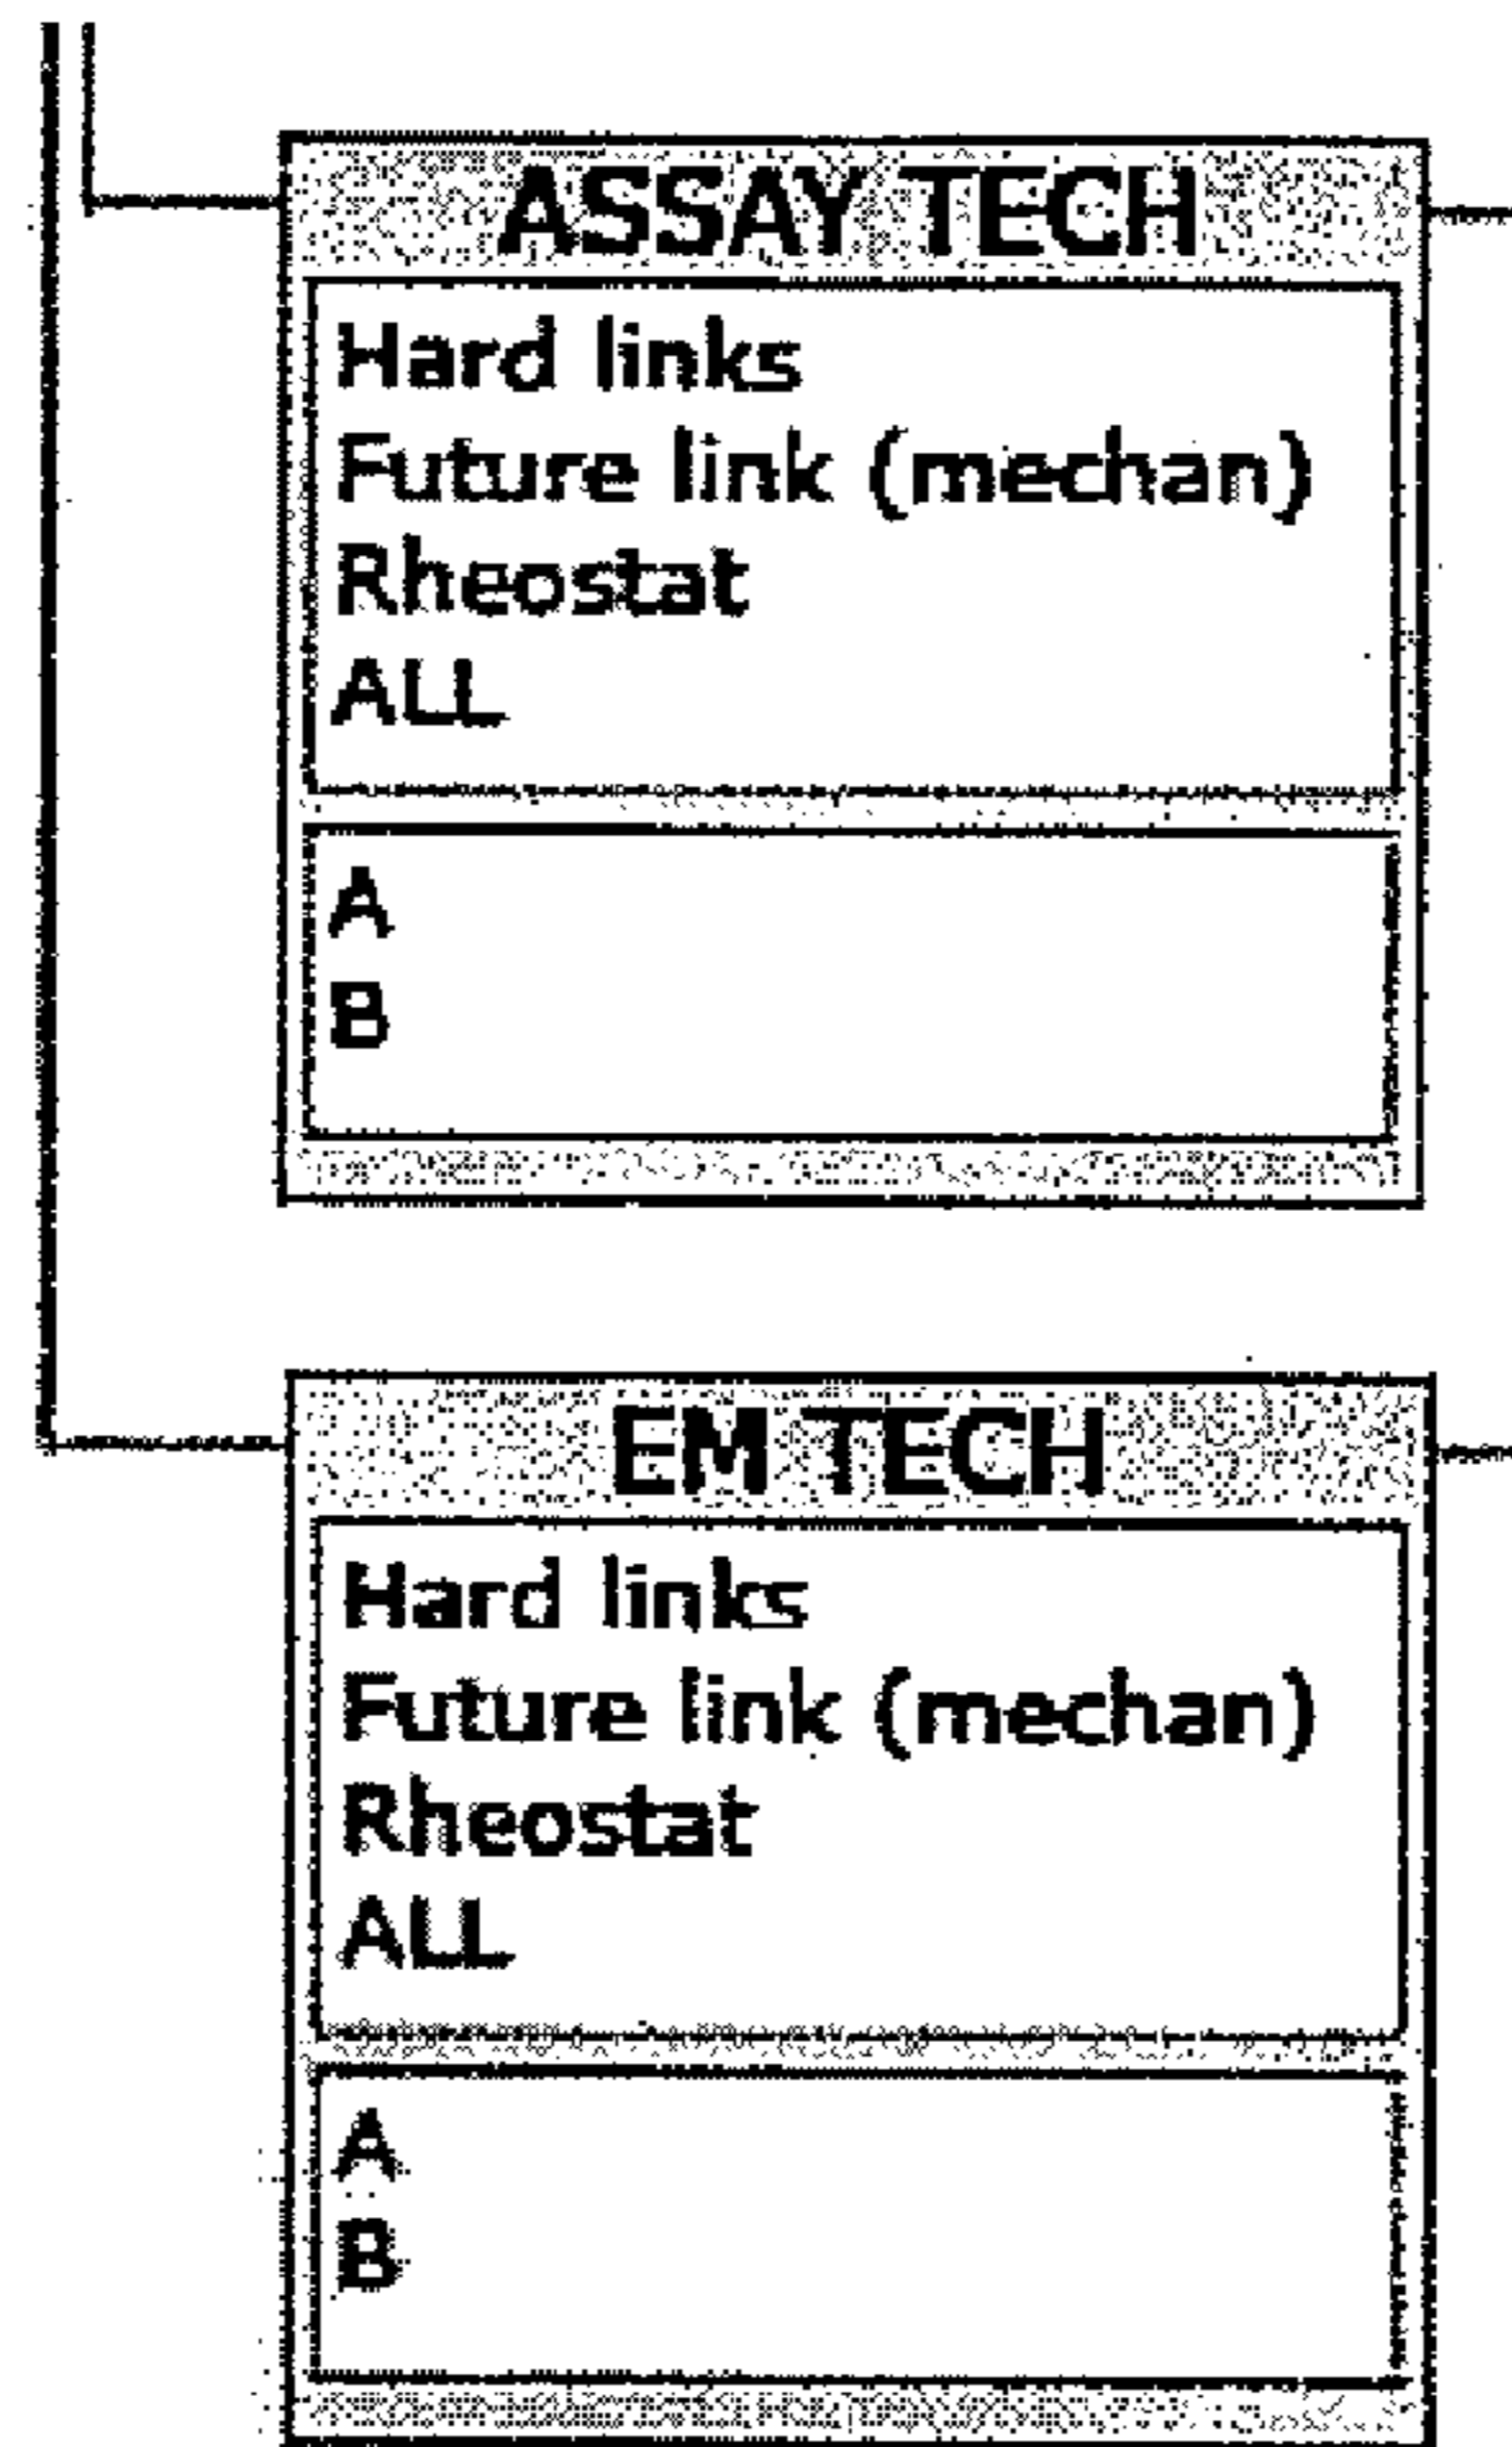 ASSAY TECH
Hard links
Future link (mechan)
Rheostat
ALL
A
B
EM TECH
Hard links
Future link (mechan)
Rheostat
ALL
A
B